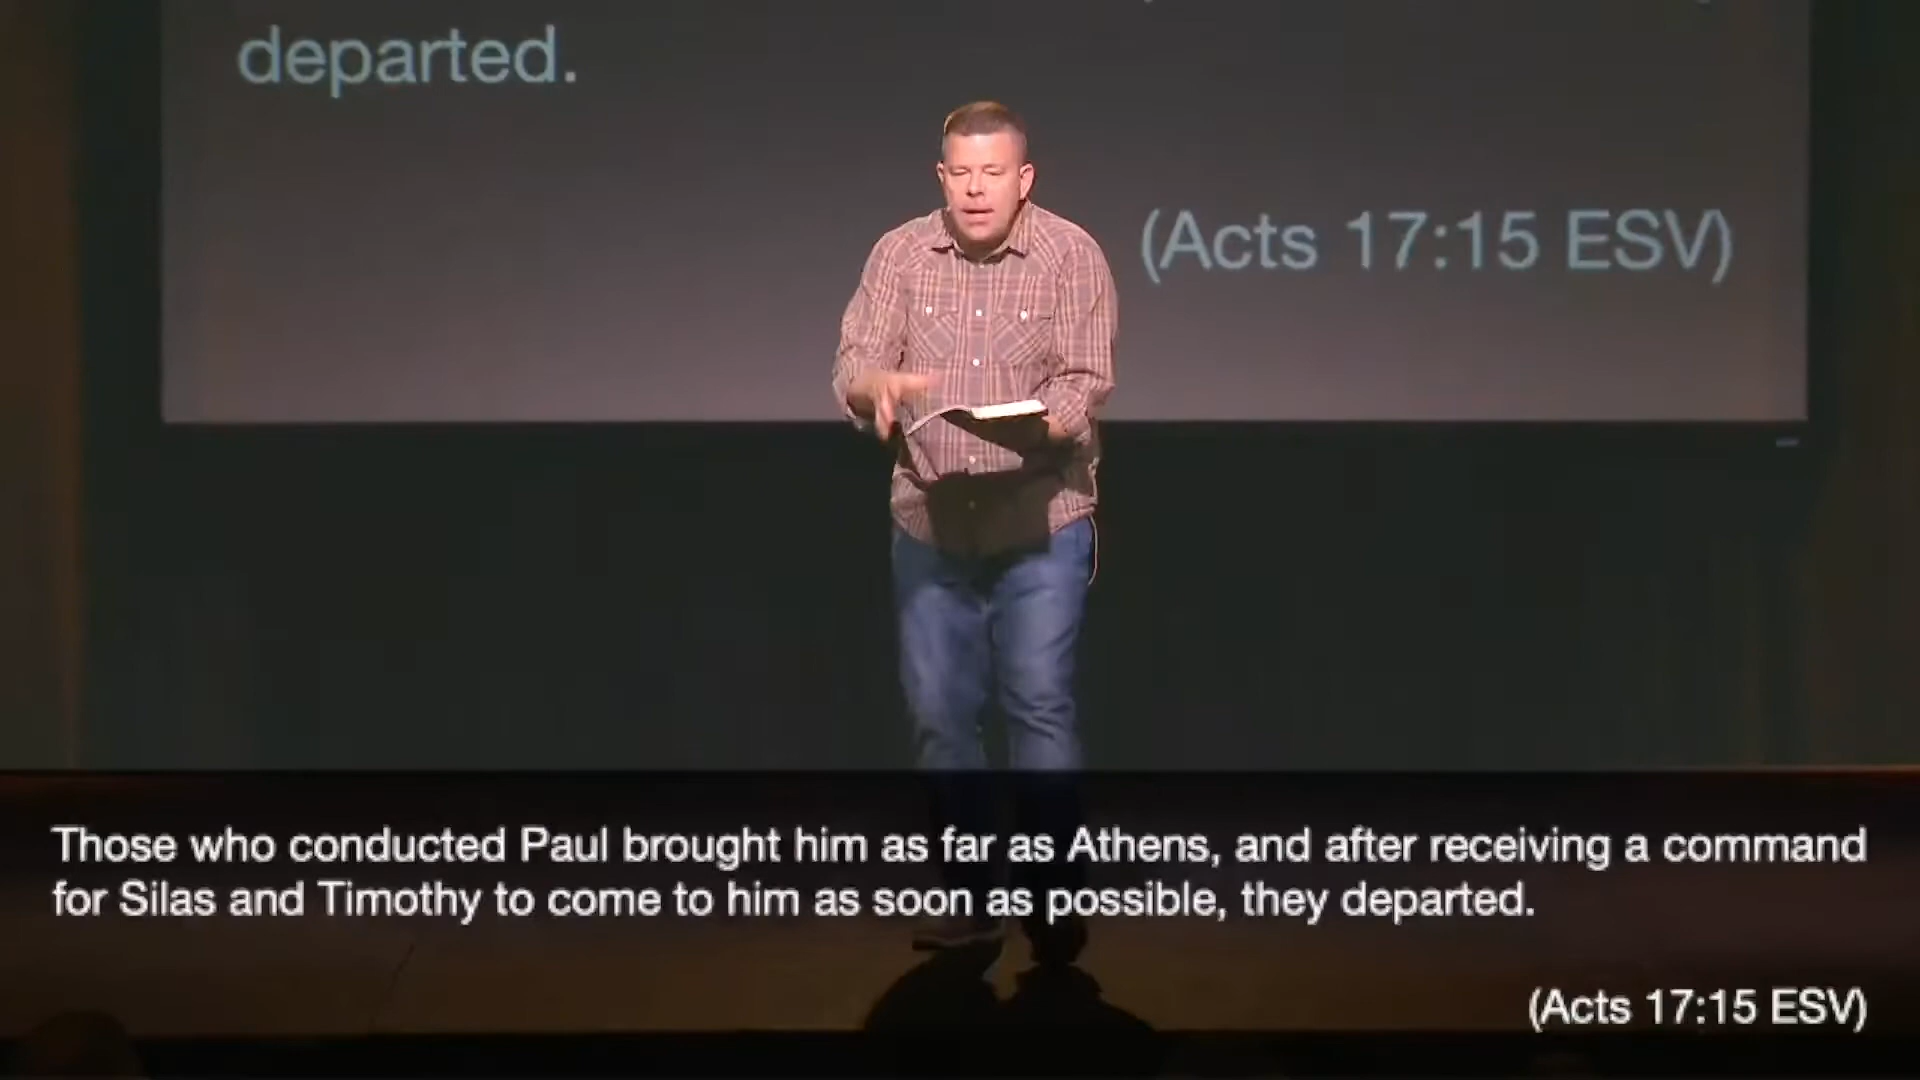 departed.
(Acts 17:15 ESV)
Those who conducted Paul brought him as far as Athens, and after receiving a command
for Silas and Timothy to come to him as soon as possible, they departed.
(Acts 17:15 ESV)